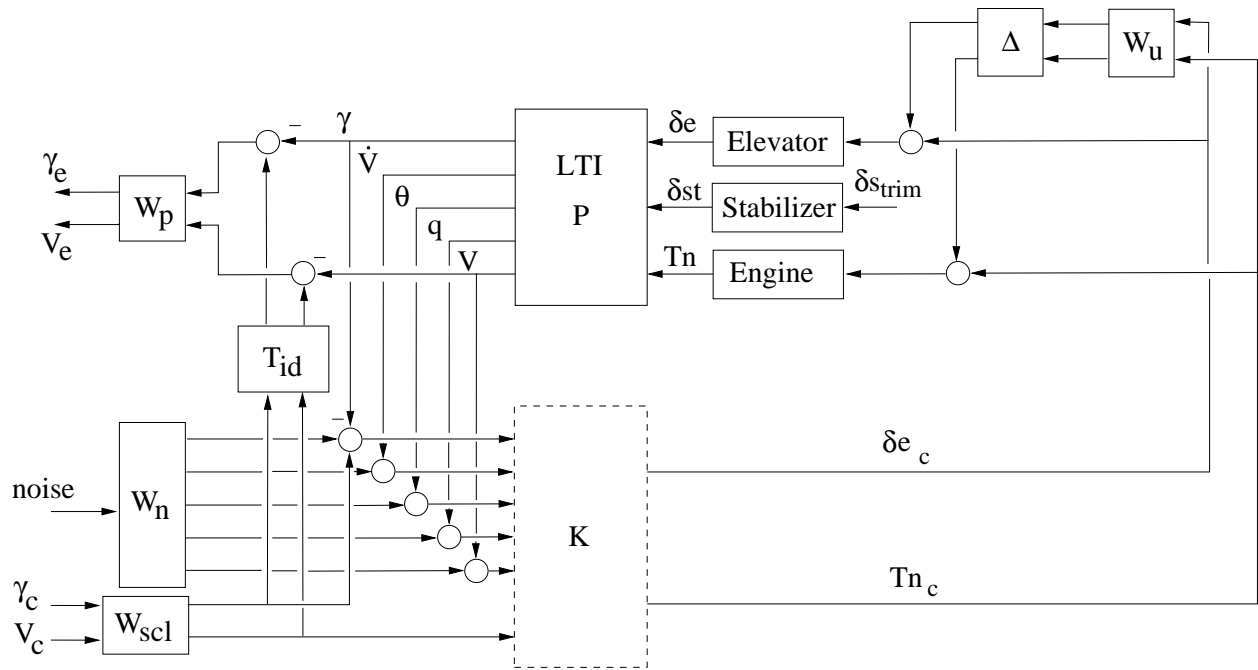 Δ
W_u
γ
δe
Elevator
V̇
LTI
P
γ_e
W_p
V_e
θ
δst
Stabilizer
δs_trim
q
V
Tn
Engine
T_id
noise
W_n
K
δe_c
γ_c
V_c
W_scl
Tn_c
−
−
−